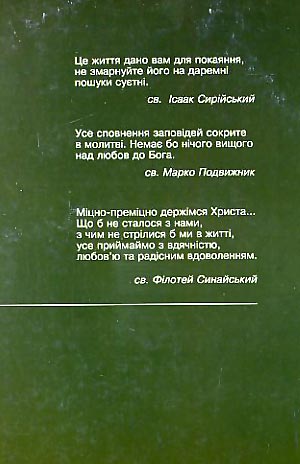 Це життя дано вам для покаяння,
не змарнуйте його на даремні
пошуки суєтні.
св. Ісаак Сирійський
Усе сповнення заповідей сокрите
в молитві. Немає бо нічого вищого
над любов до Бога.
св. Марко Подвижник
Міцно-преміцно держімся Христа...
Що б не сталося з нами,
з чим не стрілися б ми в житті,
усе приймаймо з вдячністю,
любов'ю та радісним вдоволенням.
св. Філотей Синайський